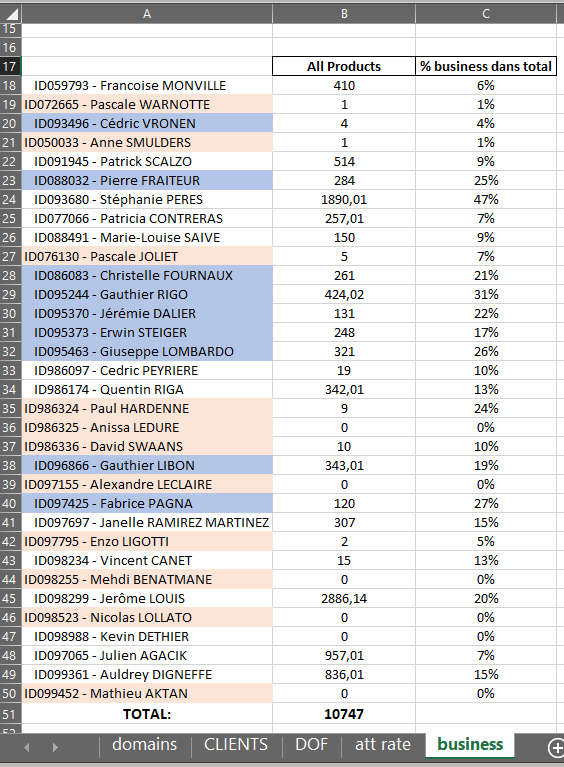 A B C
15
16
17 All Products % business dans total
18 ID059793 - Francoise MONVILLE 410 6%
19 ID072665 - Pascale WARNOTTE 1 1%
20 ID093496 - Cédric VRONEN 4 4%
21 ID050033 - Anne SMULDERS 1 1%
22 ID091945 - Patrick SCALZO 514 9%
23 ID088032 - Pierre FRAITEUR 284 25%
24 ID093680 - Stéphanie PERES 1890,01 47%
25 ID077066 - Patricia CONTRERAS 257,01 7%
26 ID088491 - Marie-Louise SAIVE 150 9%
27 ID076130 - Pascale JOLIET 5 7%
28 ID086083 - Christelle FOURNAUX 261 21%
29 ID095244 - Gauthier RIGO 424,02 31%
30 ID095370 - Jérémie DALIER 131 22%
31 ID095373 - Erwin STEIGER 248 17%
32 ID095463 - Giuseppe LOMBARDO 321 26%
33 ID986097 - Cedric PEYRIERE 19 10%
34 ID986174 - Quentin RIGA 342,01 13%
35 ID986324 - Paul HARDENNE 9 24%
36 ID986325 - Anissa LEDURE 0 0%
37 ID986336 - David SWAANS 10 10%
38 ID096866 - Gauthier LIBON 343,01 19%
39 ID097155 - Alexandre LECLAIRE 0 0%
40 ID097425 - Fabrice PAGNA 120 27%
41 ID097697 - Janelle RAMIREZ MARTINEZ 307 15%
42 ID097795 - Enzo LIGOTTI 2 5%
43 ID098234 - Vincent CANET 15 13%
44 ID098255 - Mehdi BENATMANE 0 0%
45 ID098299 - Jerôme LOUIS 2886,14 20%
46 ID098523 - Nicolas LOLLATO 0 0%
47 ID098988 - Kevin DETHIER 0 0%
48 ID097065 - Julien AGACIK 957,01 7%
49 ID099361 - Auldrey DIGNEFFE 836,01 15%
50 ID099452 - Mathieu AKTAN 0 0%
51 TOTAL: 10747
domains CLIENTS DOF att rate business